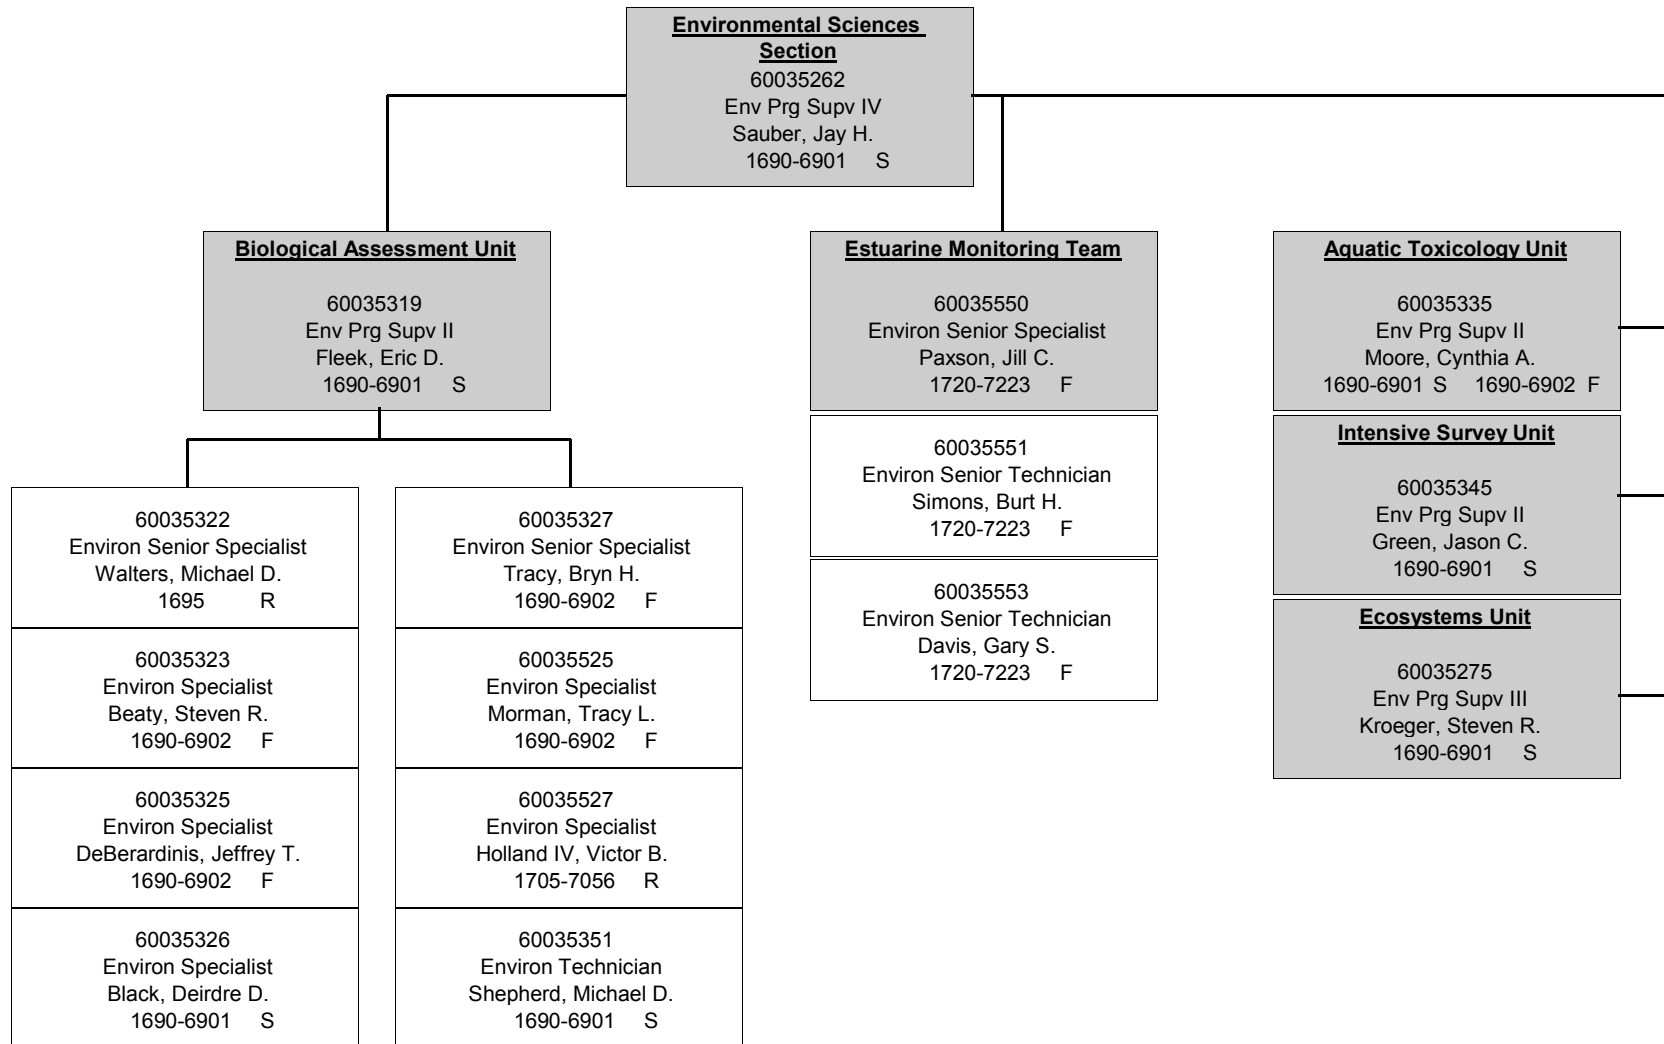 Environmental Sciences
Section
60035262
Env Prg Supv IV
Sauber, Jay H.
1690-6901 S
Biological Assessment Unit
60035319
Env Prg Supv II
Fleek, Eric D.
1690-6901 S
60035322
Environ Senior Specialist
Walters, Michael D.
1695 R
60035323
Environ Specialist
Beaty, Steven R.
1690-6902 F
60035325
Environ Specialist
DeBerardinis, Jeffrey T.
1690-6902 F
60035326
Environ Specialist
Black, Deirdre D.
1690-6901 S
60035327
Environ Senior Specialist
Tracy, Bryn H.
1690-6902 F
60035525
Environ Specialist
Morman, Tracy L.
1690-6902 F
60035527
Environ Specialist
Holland IV, Victor B.
1705-7056 R
60035351
Environ Technician
Shepherd, Michael D.
1690-6901 S
Estuarine Monitoring Team
60035550
Environ Senior Specialist
Paxson, Jill C.
1720-7223 F
60035551
Environ Senior Technician
Simons, Burt H.
1720-7223 F
60035553
Environ Senior Technician
Davis, Gary S.
1720-7223 F
Aquatic Toxicology Unit
60035335
Env Prg Supv II
Moore, Cynthia A.
1690-6901 S 1690-6902 F
Intensive Survey Unit
60035345
Env Prg Supv II
Green, Jason C.
1690-6901 S
Ecosystems Unit
60035275
Env Prg Supv III
Kroeger, Steven R.
1690-6901 S